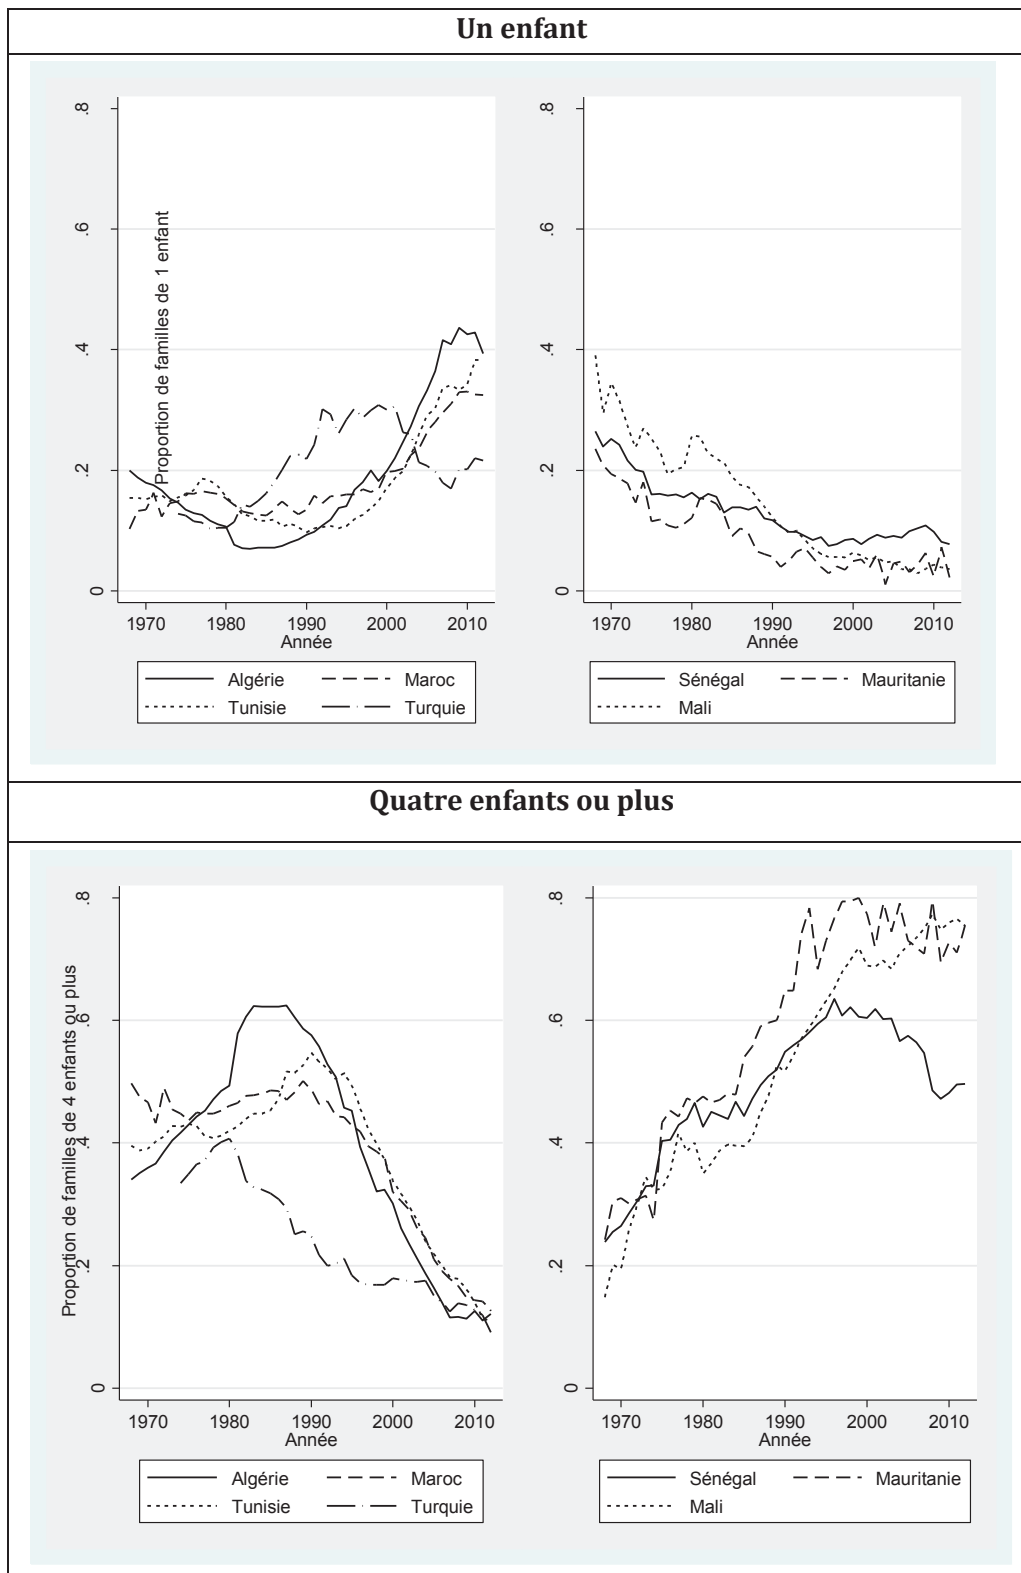 Un enfant
Proportion de familles de 1 enfant
.8
.6
.4
.2
0
1970 1980 1990 2000 2010
Année
Algérie Maroc
Tunisie Turquie
.8
.6
.4
.2
0
1970 1980 1990 2000 2010
Année
Sénégal Mauritanie
Mali
Quatre enfants ou plus
Proportion de familles de 4 enfants ou plus
.8
.6
.4
.2
0
1970 1980 1990 2000 2010
Année
Algérie Maroc
Tunisie Turquie
.8
.6
.4
.2
0
1970 1980 1990 2000 2010
Année
Sénégal Mauritanie
Mali